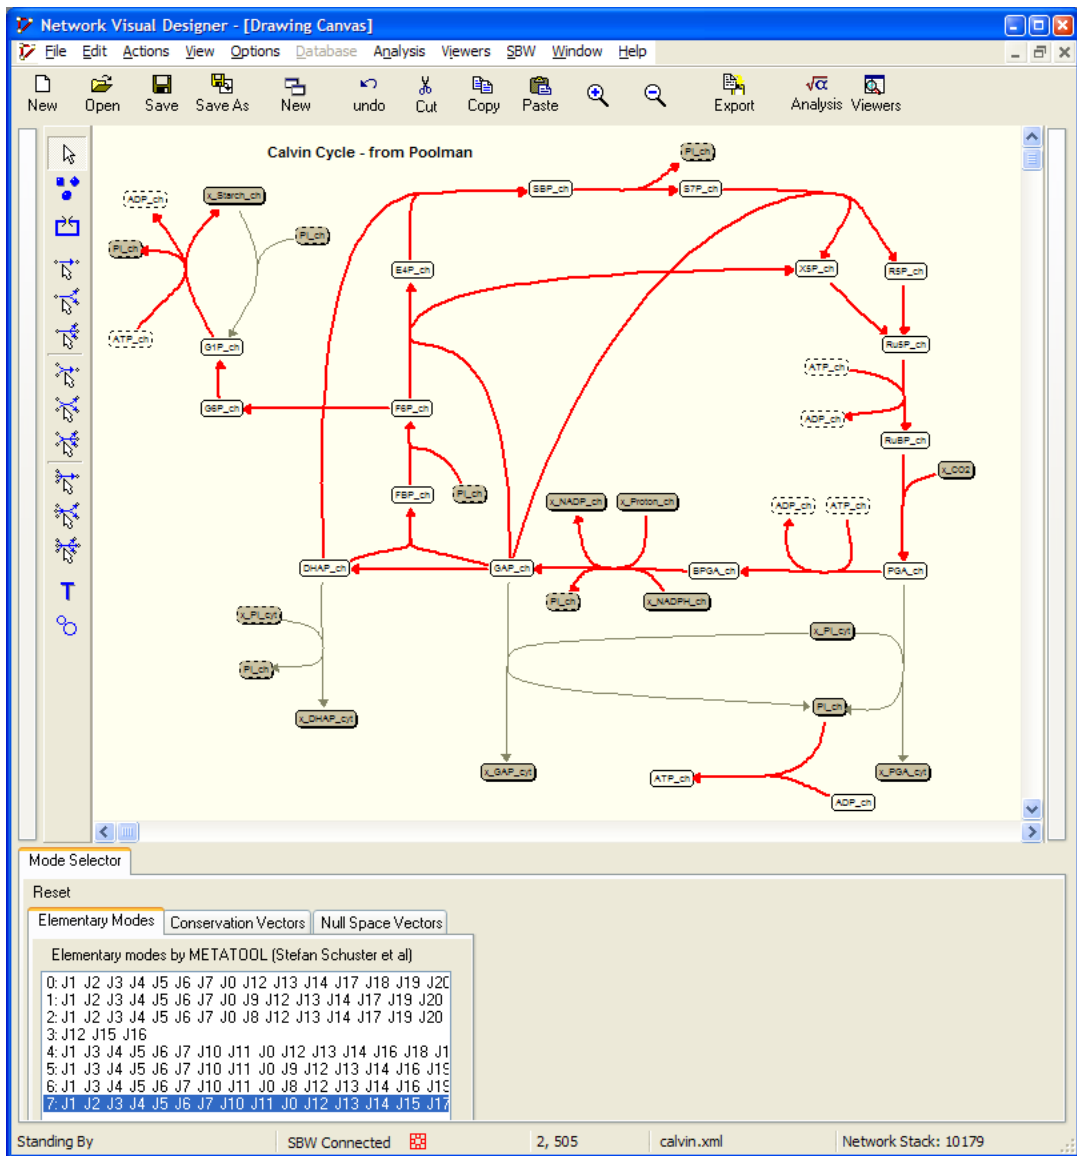 Network Visual Designer - [Drawing Canvas]
File Edit Actions View Options Database Analysis Viewers SBW Window Help
New Open Save Save As New undo Cut Copy Paste Export √α Analysis Viewers
Calvin Cycle - from Poolman
Pi_ch
ADP_ch x_Starch_ch SBP_ch S7P_ch
Pi_ch Pi_ch
E4P_ch X5P_ch R5P_ch
ATP_ch G1P_ch Ru5P_ch
ATP_ch
G6P_ch F6P_ch
ADP_ch
RuBP_ch
x_CO2
FBP_ch Pi_ch
x_NADP_ch x_Proton_ch ADP_ch ATP_ch
DHAP_ch GAP_ch BPGA_ch PGA_ch
Pi_ch x_NADPH_ch
x_Pi_cyt
x_Pi_cyt
Pi_ch
Pi_ch
x_DHAP_cyt
x_GAP_cyt ATP_ch x_PGA_cyt
ADP_ch
Mode Selector
Reset
Elementary Modes Conservation Vectors Null Space Vectors
Elementary modes by METATOOL (Stefan Schuster et al)
0: J1 J2 J3 J4 J5 J6 J7 J0 J12 J13 J14 J17 J18 J19 J20
1: J1 J2 J3 J4 J5 J6 J7 J0 J9 J12 J13 J14 J17 J19 J20
2: J1 J2 J3 J4 J5 J6 J7 J0 J8 J12 J13 J14 J17 J19 J20
3: J12 J15 J16
4: J1 J3 J4 J5 J6 J7 J10 J11 J0 J12 J13 J14 J16 J18 J1
5: J1 J3 J4 J5 J6 J7 J10 J11 J0 J9 J12 J13 J14 J16 J19
6: J1 J3 J4 J5 J6 J7 J10 J11 J0 J8 J12 J13 J14 J16 J19
7: J1 J2 J3 J4 J5 J6 J7 J10 J11 J0 J12 J13 J14 J15 J17
Standing By SBW Connected 2, 505 calvin.xml Network Stack: 10179